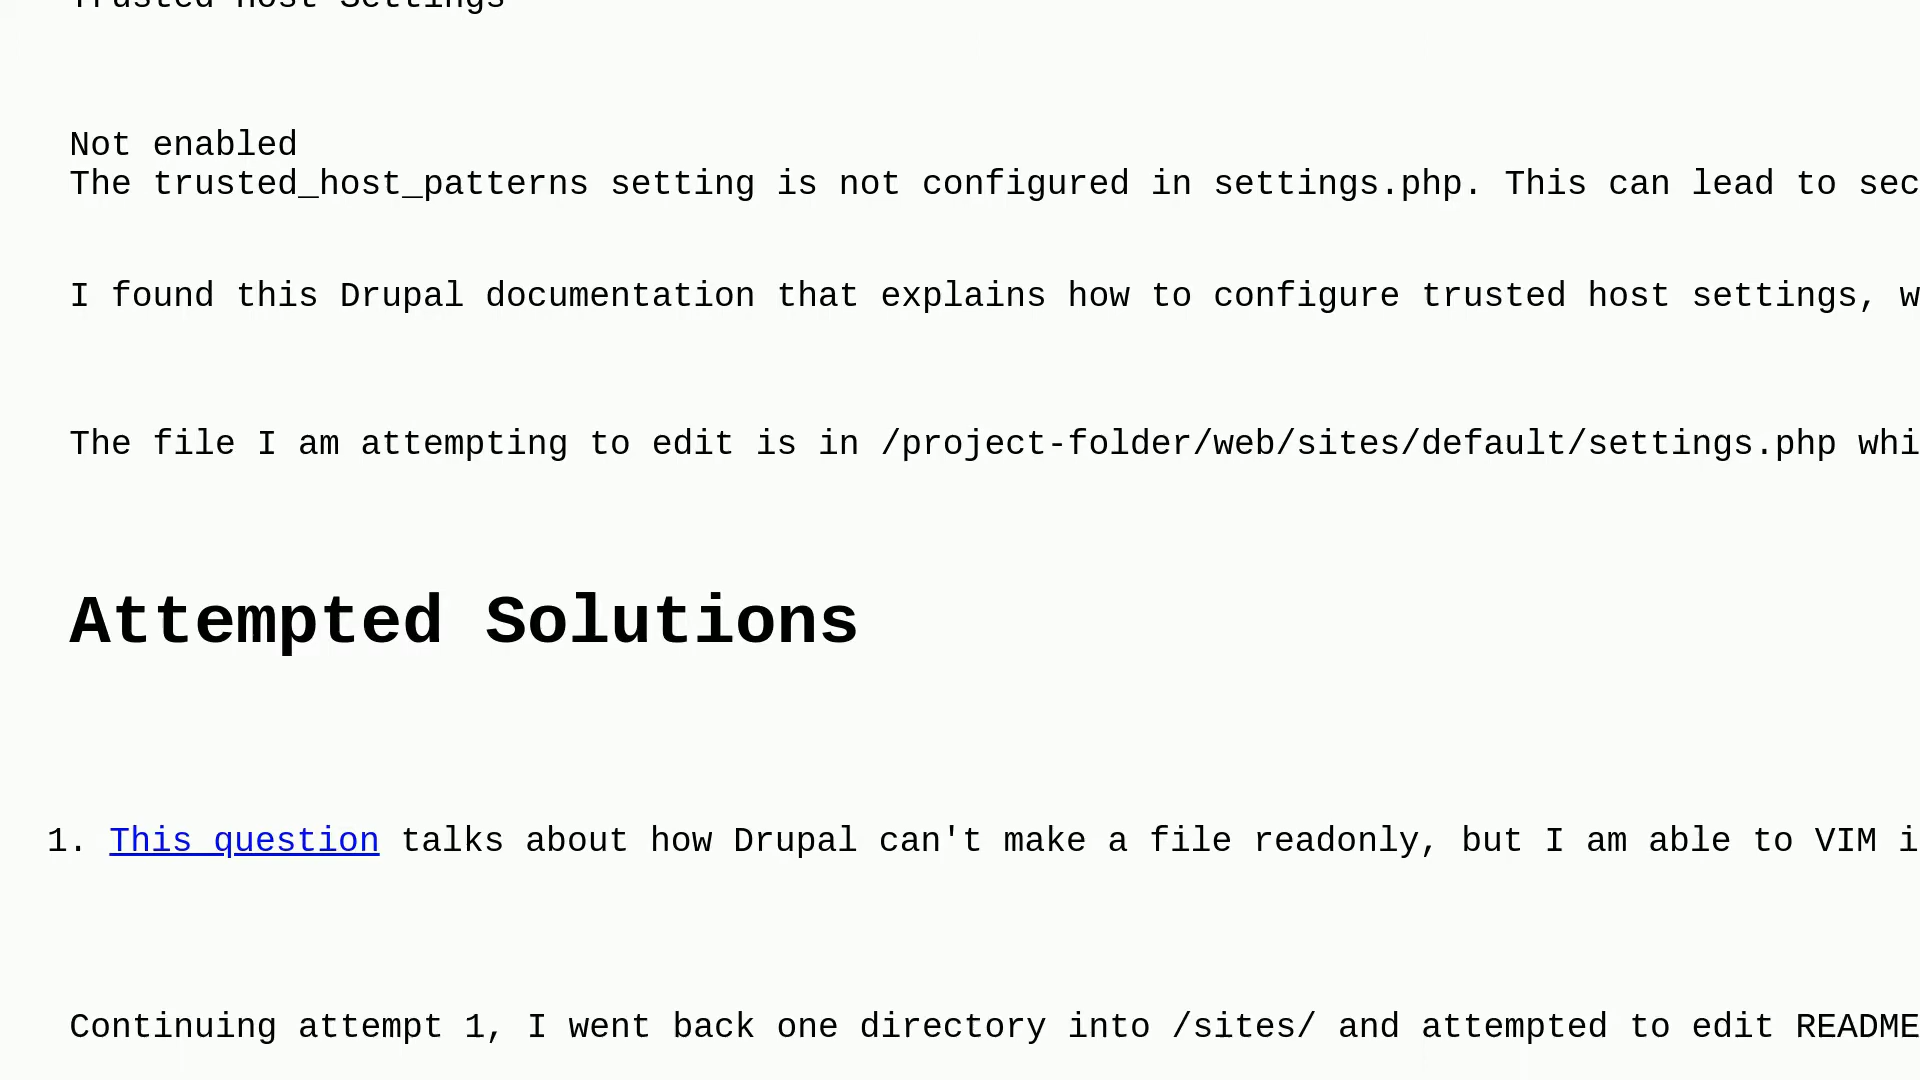 Trusted Host Settings
Not enabled
The trusted_host_patterns setting is not configured in settings.php. This can lead to sec
I found this Drupal documentation that explains how to configure trusted host settings, w
The file I am attempting to edit is in /project-folder/web/sites/default/settings.php whi
Attempted Solutions
1. This question talks about how Drupal can't make a file readonly, but I am able to VIM i
Continuing attempt 1, I went back one directory into /sites/ and attempted to edit README